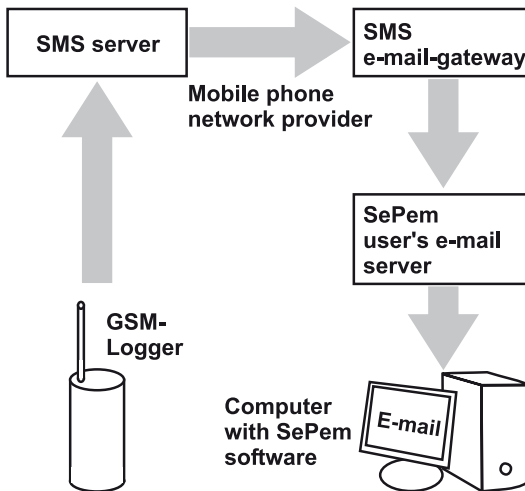 SMS server
SMS
e-mail-gateway
Mobile phone
network provider
SePem
user's e-mail
server
GSM-
Logger
Computer
with SePem
software
E-mail